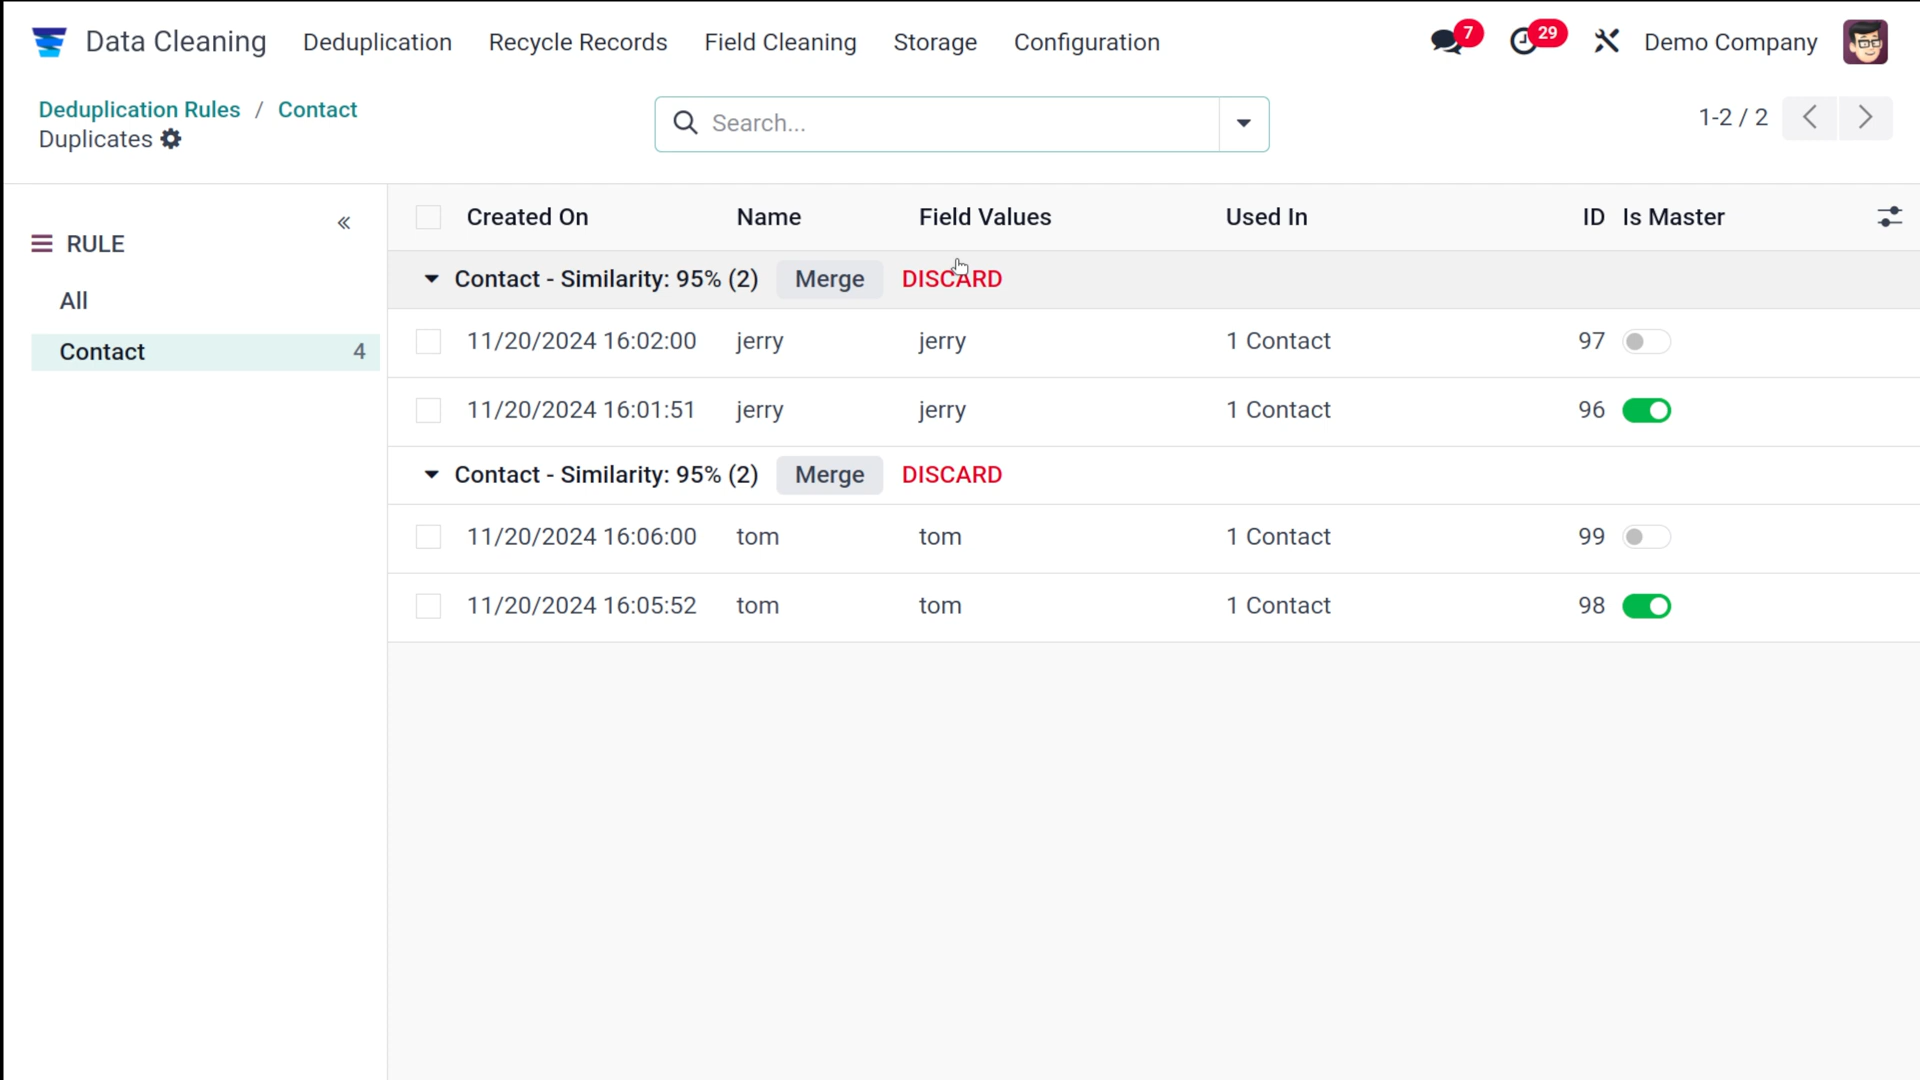 Data Cleaning Deduplication Recycle Records Field Cleaning Storage Configuration 7 29 Demo Company
Deduplication Rules / Contact
Duplicates
Search...
1-2 / 2
RULE
All
Contact 4
Created On Name Field Values Used In ID Is Master
Contact - Similarity: 95% (2) Merge DISCARD
11/20/2024 16:02:00 jerry jerry 1 Contact 97
11/20/2024 16:01:51 jerry jerry 1 Contact 96
Contact - Similarity: 95% (2) Merge DISCARD
11/20/2024 16:06:00 tom tom 1 Contact 99
11/20/2024 16:05:52 tom tom 1 Contact 98